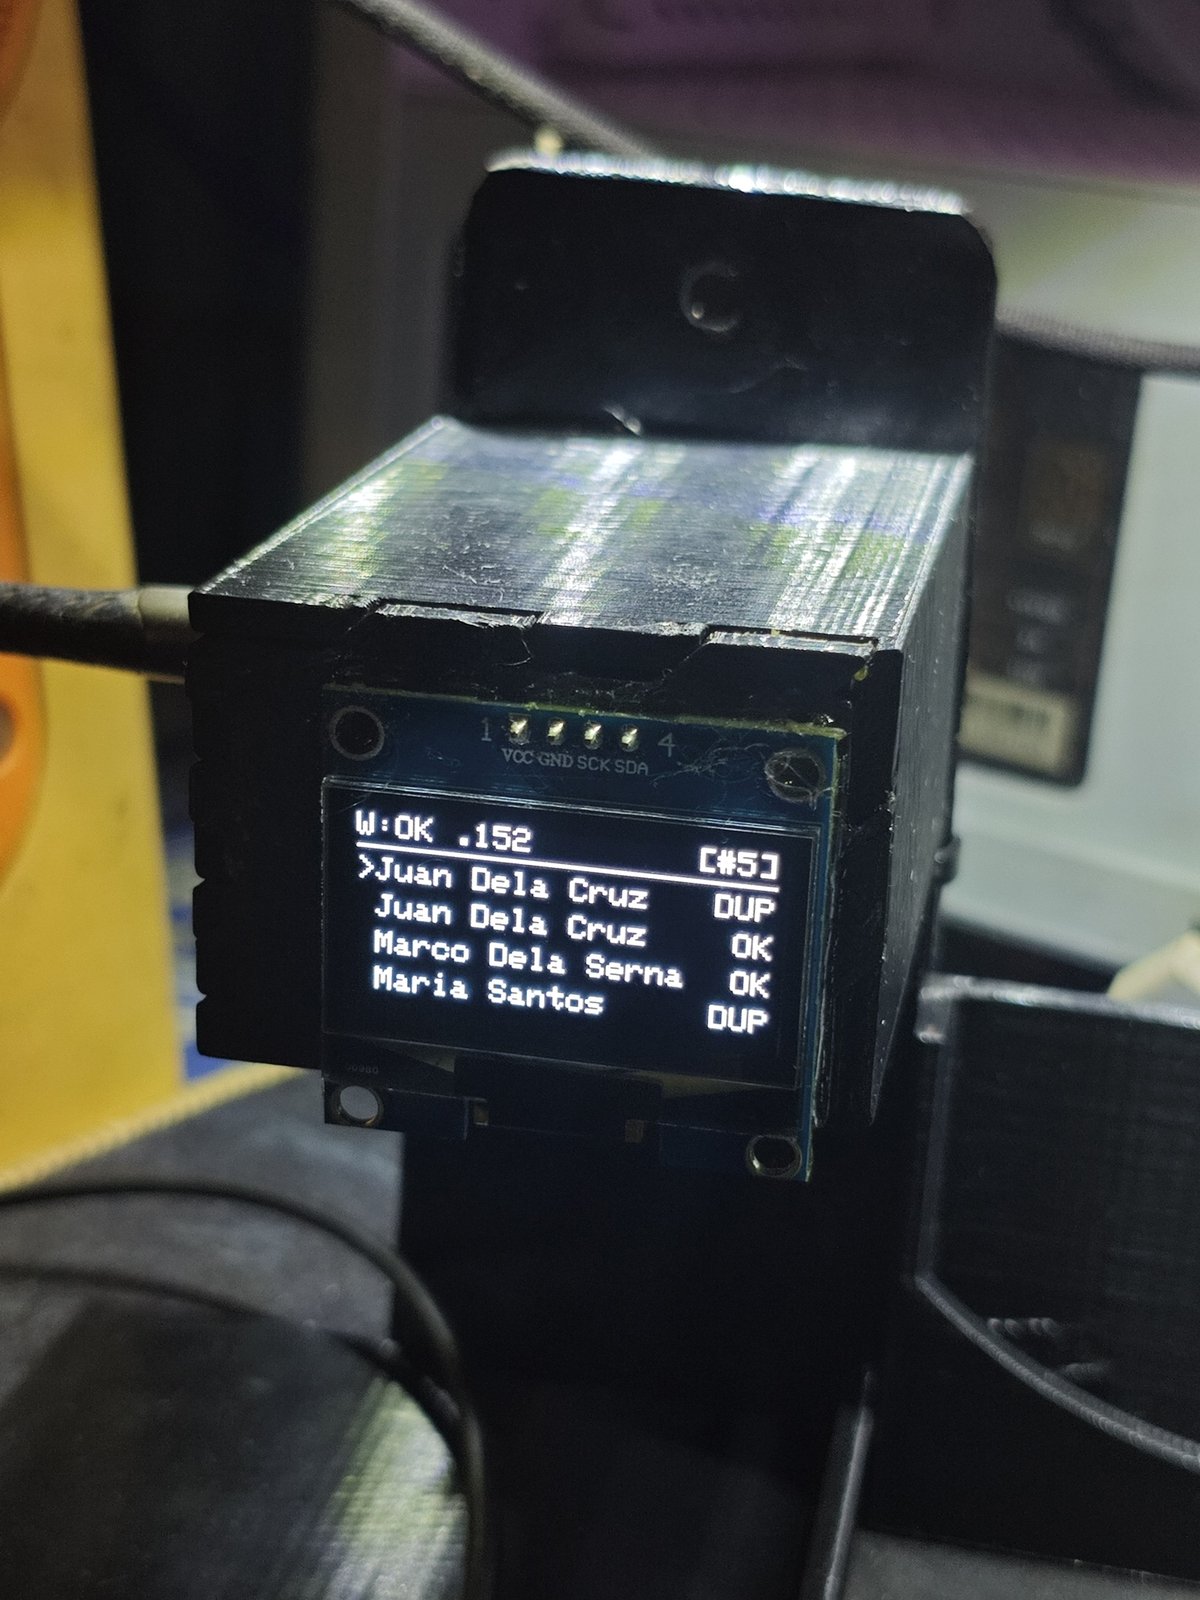 1 4
VCC GND SCK SDA
W:OK .152 [#5]
>Juan Dela Cruz DUP
Juan Dela Cruz OK
Marco Dela Serna OK
Maria Santos DUP